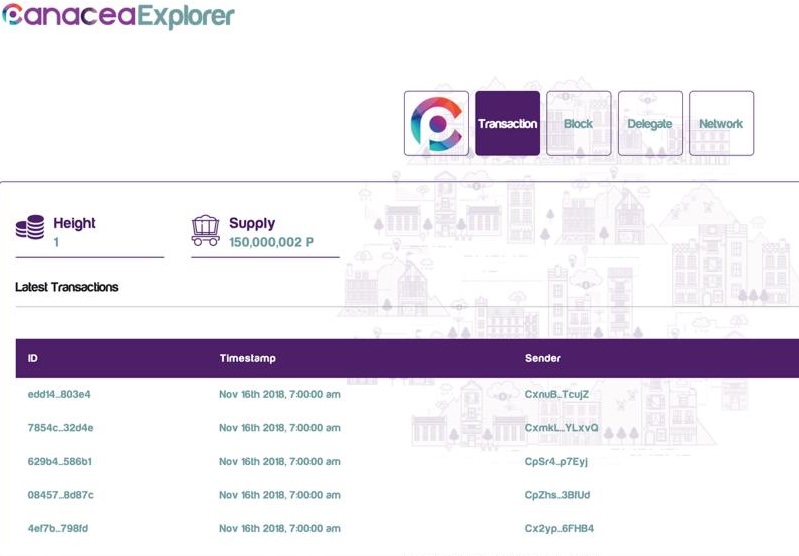 CanaceaExplorer
Transaction Block Delegate Network
Height
1
Supply
150,000,002 P
Latest Transactions
ID Timestamp Sender
edd14...803e4 Nov 16th 2018, 7:00:00 am CxnuB...TcujZ
7854c...32d4e Nov 16th 2018, 7:00:00 am CxmkL...YLxvQ
629b4...586b1 Nov 16th 2018, 7:00:00 am CpSr4...p7Eyj
08457...8d87c Nov 16th 2018, 7:00:00 am CpZhs...3BfUd
4ef7b...798fd Nov 16th 2018, 7:00:00 am Cx2yp...6FHB4